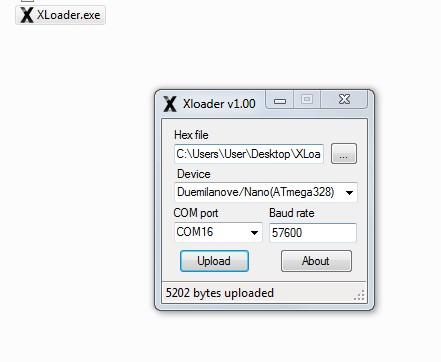 XLoader.exe
Xloader v1.00
Hex file
C:\Users\User\Desktop\XLoa
...
Device
Duemilanove/Nano(ATmega328)
COM port
Baud rate
COM16
57600
Upload
About
5202 bytes uploaded